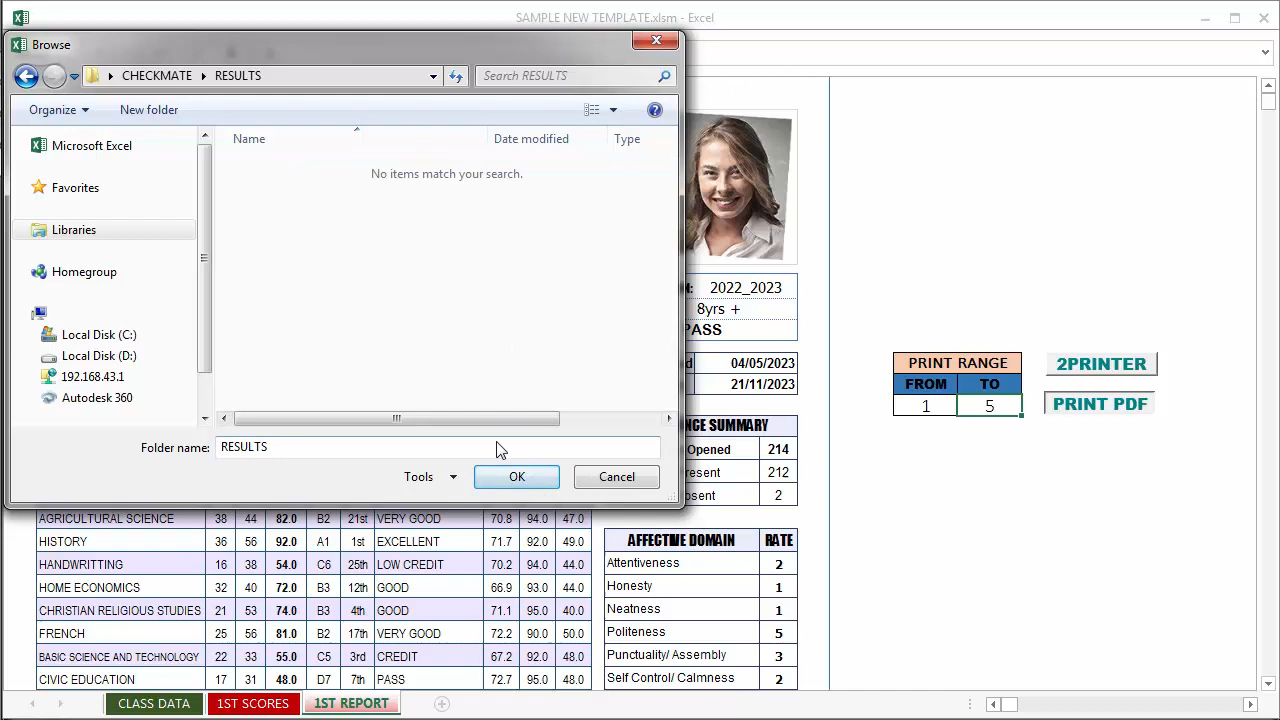 SAMPLE NEW TEMPLATE.xlsm - Excel
Browse
CHECKMATE RESULTS
Search RESULTS
Organize New folder
Microsoft Excel
Favorites
Libraries
Homegroup
Local Disk (C:)
Local Disk (D:)
192.168.43.1
Autodesk 360
Name Date modified Type
No items match your search.
Folder name: RESULTS
Tools OK Cancel
2022_2023
8yrs +
PASS
04/05/2023
21/11/2023
SUMMARY
Opened 214
212
2
PRINT RANGE
FROM TO
1 5
2PRINTER
PRINT PDF
AGRICULTURAL SCIENCE 38 44 82.0 B2 21st VERY GOOD 70.8 94.0 47.0
HISTORY 36 56 92.0 A1 1st EXCELLENT 71.7 92.0 49.0
HANDWRITTING 16 38 54.0 C6 25th LOW CREDIT 70.2 94.0 44.0
HOME ECONOMICS 32 40 72.0 B3 12th GOOD 66.9 93.0 44.0
CHRISTIAN RELIGIOUS STUDIES 21 53 74.0 B3 4th GOOD 71.1 95.0 40.0
FRENCH 25 56 81.0 B2 17th VERY GOOD 72.2 90.0 50.0
BASIC SCIENCE AND TECHNOLOGY 22 33 55.0 C5 3rd CREDIT 67.2 92.0 48.0
CIVIC EDUCATION 17 31 48.0 D7 7th PASS 72.7 95.0 48.0
AFFECTIVE DOMAIN RATE
Attentiveness 2
Honesty 1
Neatness 1
Politeness 5
Punctuality/ Assembly 3
Self Control/ Calmness 2
CLASS DATA 1ST SCORES 1ST REPORT